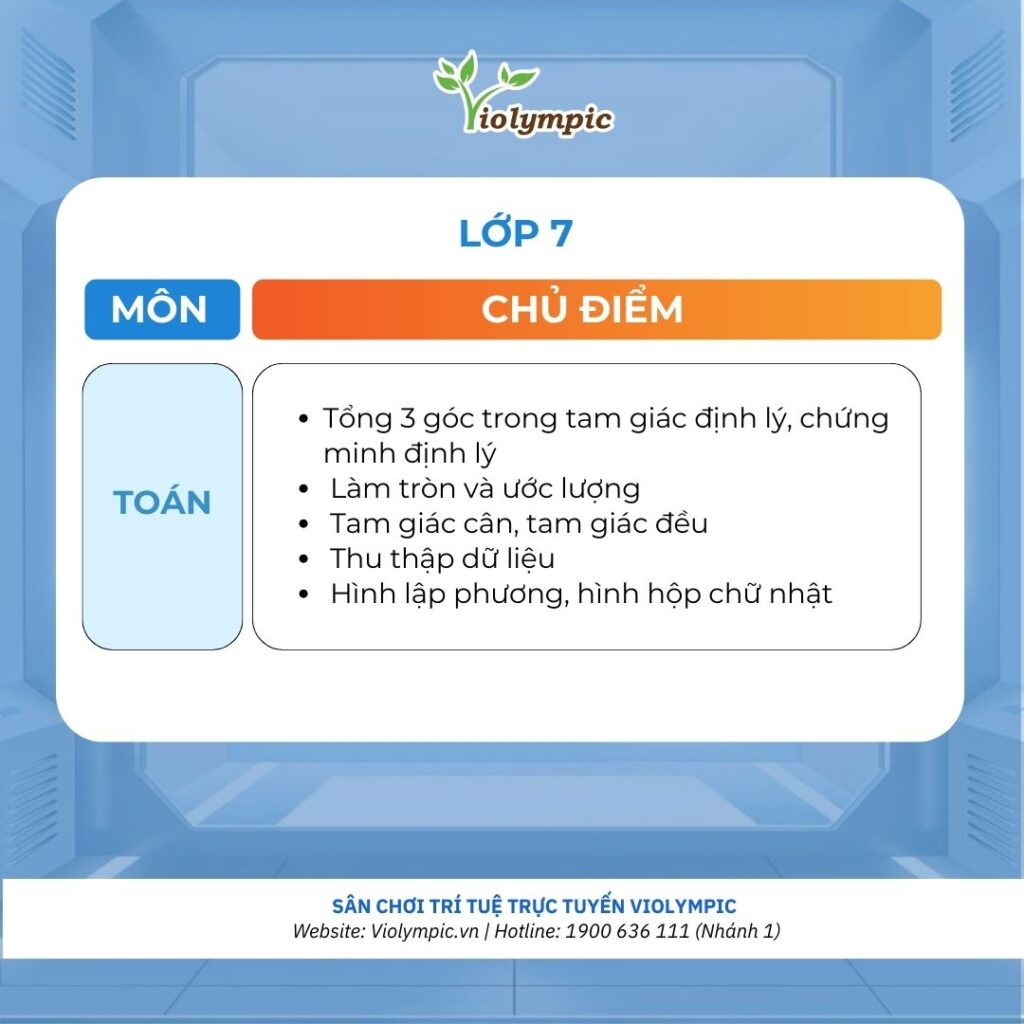 Violympic
LỚP 7
MÔN
CHỦ ĐIỂM
TOÁN
• Tổng 3 góc trong tam giác định lý, chứng
minh định lý
• Làm tròn và ước lượng
• Tam giác cân, tam giác đều
• Thu thập dữ liệu
• Hình lập phương, hình hộp chữ nhật
SÂN CHƠI TRÍ TUỆ TRỰC TUYẾN VIOLYMPIC
Website: Violympic.vn | Hotline: 1900 636 111 (Nhánh 1)